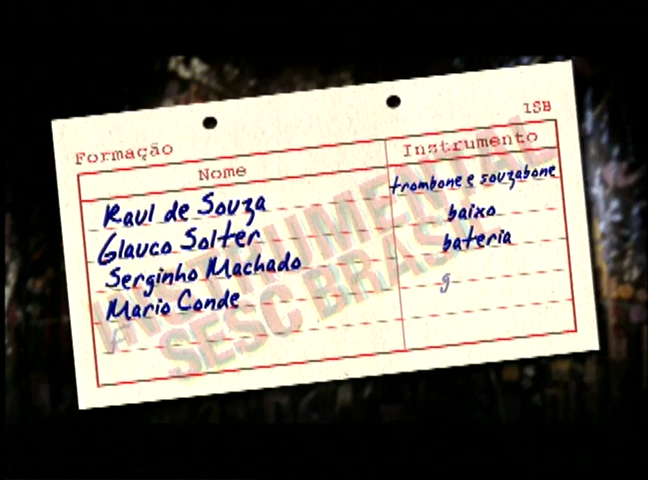 1SB
Formação
Nome Instrumento
Raul de Souza trombone e souzabone
Glauco Solter baixo
Serginho Machado bateria
Mario Conde g
INSTRUMENTAL
SESC BRASIL